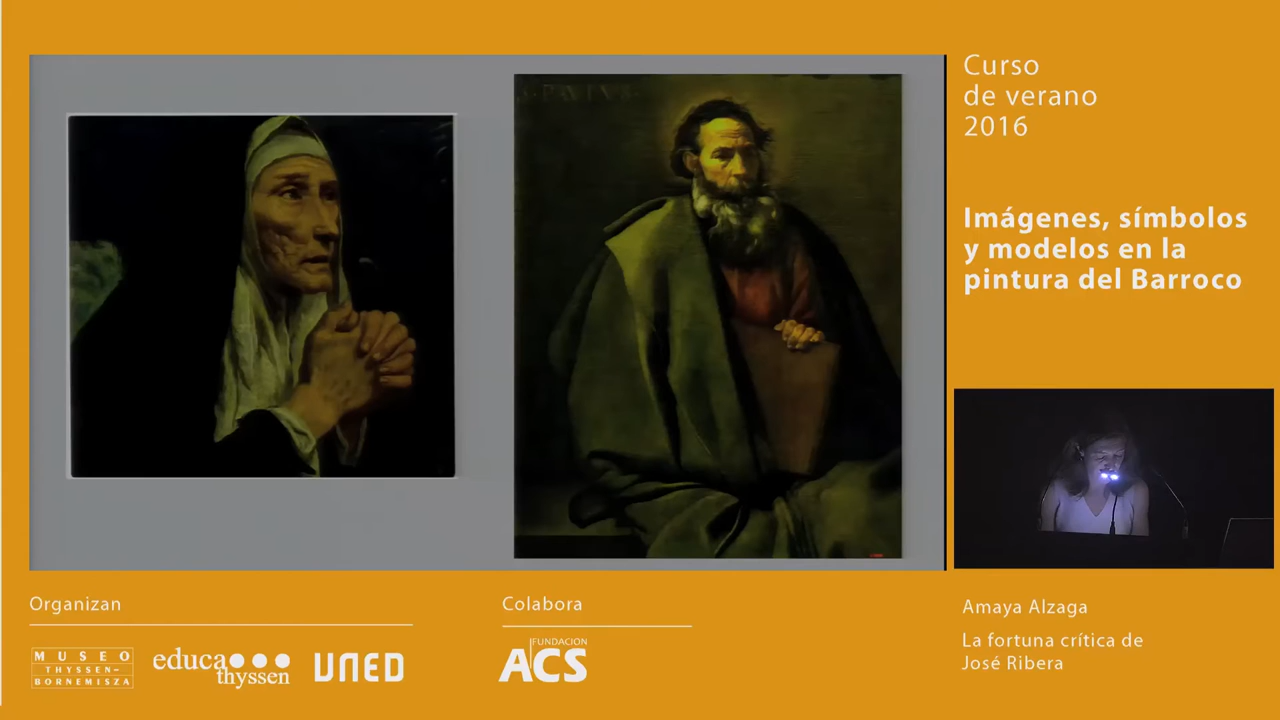 Curso
de verano
2016
Imágenes, símbolos
y modelos en la
pintura del Barroco
Amaya Alzaga
La fortuna crítica de
José Ribera
Organizan
MUSEO
THYSSEN-
BORNEMISZA
educa
thyssen
UNED
Colabora
FUNDACION
ACS